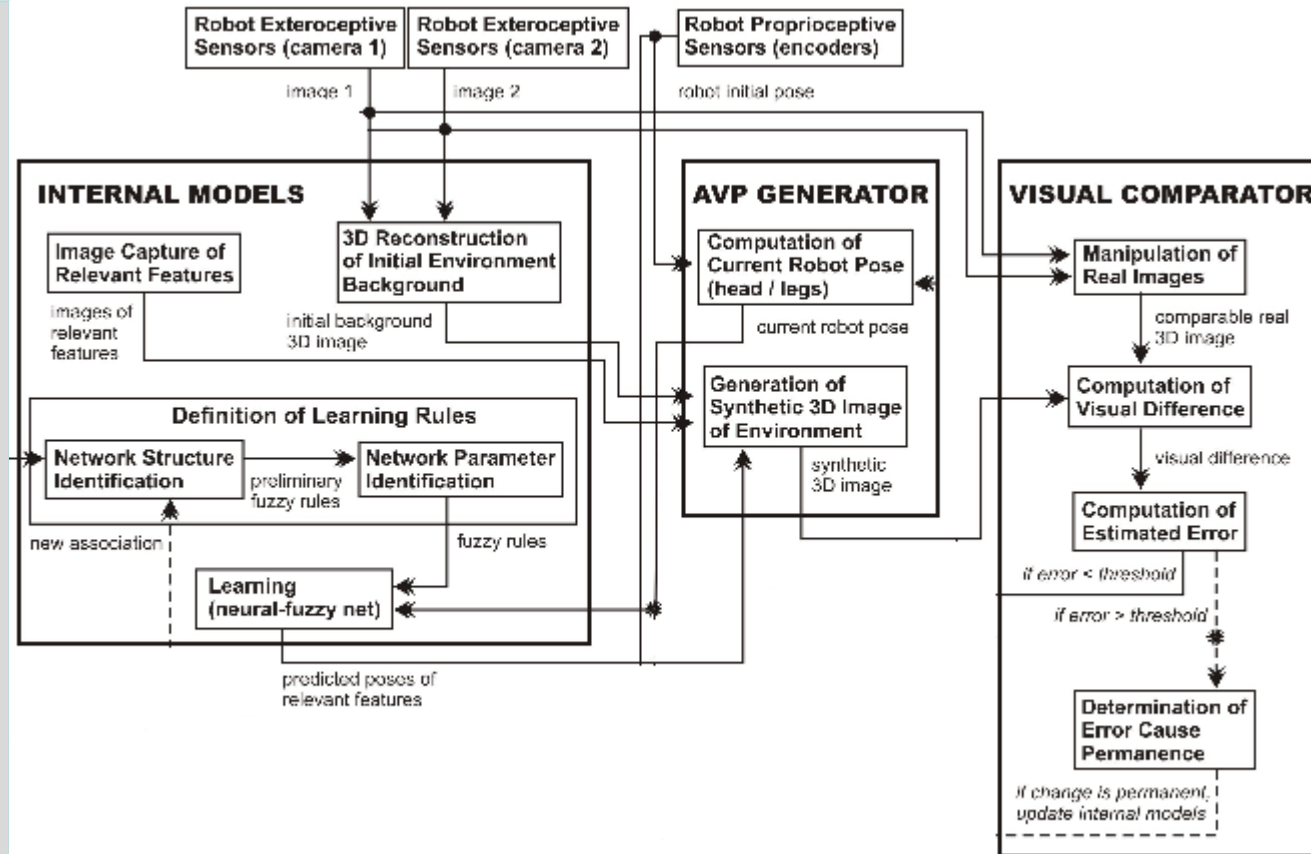 Robot Exteroceptive
Sensors (camera 1)
Robot Exteroceptive
Sensors (camera 2)
Robot Proprioceptive
Sensors (encoders)
image 1
image 2
robot initial pose
INTERNAL MODELS
Image Capture of
Relevant Features
3D Reconstruction
of Initial Environment
Background
images of
relevant
features
initial background
3D image
Definition of Learning Rules
Network Structure
Identification
preliminary
fuzzy rules
Network Parameter
Identification
new association
fuzzy rules
Learning
(neural-fuzzy net)
predicted poses of
relevant features
AVP GENERATOR
Computation of
Current Robot Pose
(head / legs)
current robot pose
Generation of
Synthetic 3D Image
of Environment
synthetic
3D image
VISUAL COMPARATOR
Manipulation of
Real Images
comparable real
3D image
Computation of
Visual Difference
visual difference
Computation of
Estimated Error
if error < threshold
if error > threshold
Determination of
Error Cause
Permanence
if change is permanent,
update internal models